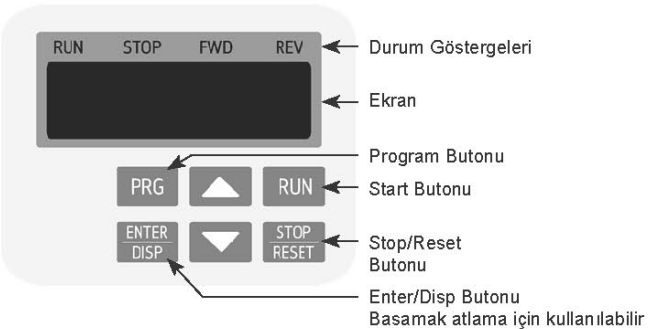 RUN STOP FWD REV
Durum Göstergeleri
Ekran
Program Butonu
PRG
RUN
Start Butonu
ENTER
DISP
STOP
RESET
Stop/Reset
Butonu
Enter/Disp Butonu
Basamak atlama için kullanılabilir